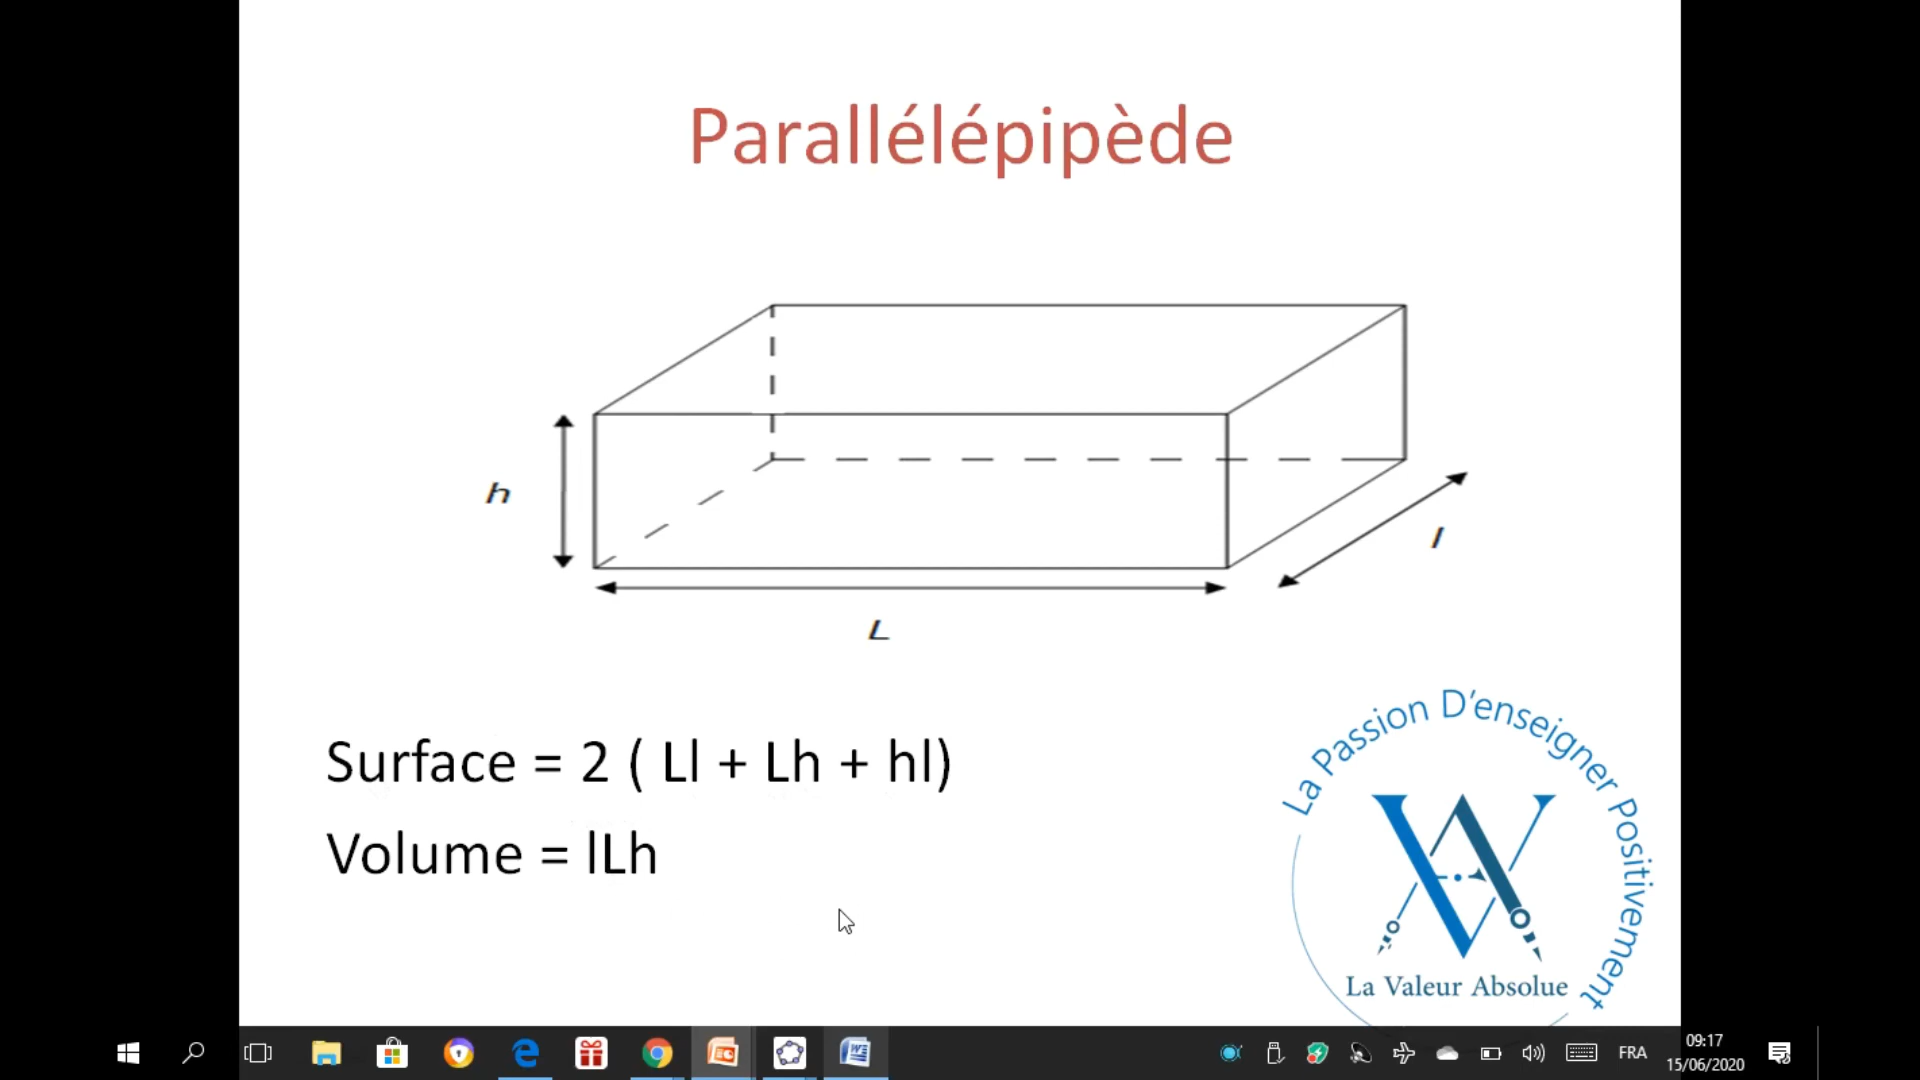 Parallélépipède
h
l
L
Surface = 2 ( Ll + Lh + hl)
Volume = lLh
La Passion D'enseigner Positivement
La Valeur Absolue
FRA
09:17
15/06/2020